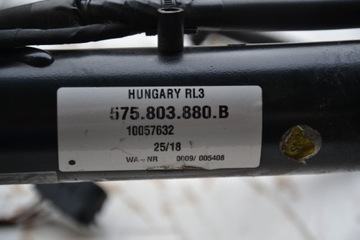 HUNGARY RL3
575.803.880.B
10057632
25/18
WA-NR 0009/ 005408